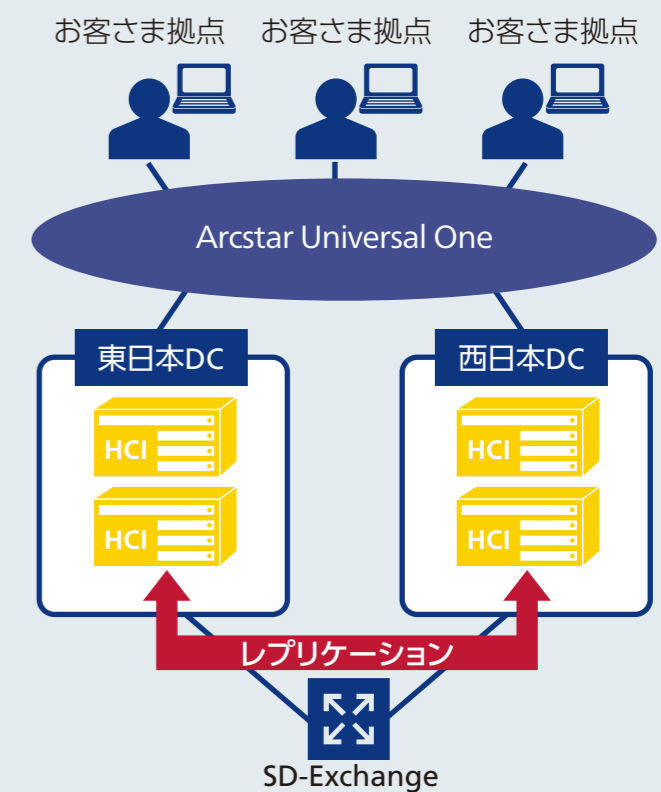 お客さま拠点 お客さま拠点 お客さま拠点
Arcstar Universal One
東日本DC 西日本DC
HCI HCI
HCI HCI
レプリケーション
SD-Exchange